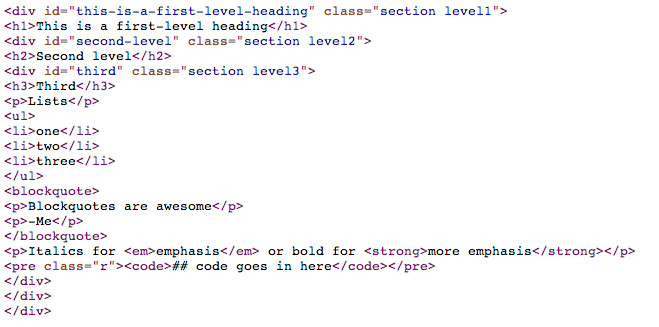 <div id="this-is-a-first-level-heading" class="section level1">
<h1>This is a first-level heading</h1>
<div id="second-level" class="section level2">
<h2>Second level</h2>
<div id="third" class="section level3">
<h3>Third</h3>
<p>Lists</p>
<ul>
<li>one</li>
<li>two</li>
<li>three</li>
</ul>
<blockquote>
<p>Blockquotes are awesome</p>
<p>-Me</p>
</blockquote>
<p>Italics for <em>emphasis</em> or bold for <strong>more emphasis</strong></p>
<pre class="r"><code>## code goes in here</code></pre>
</div>
</div>
</div>